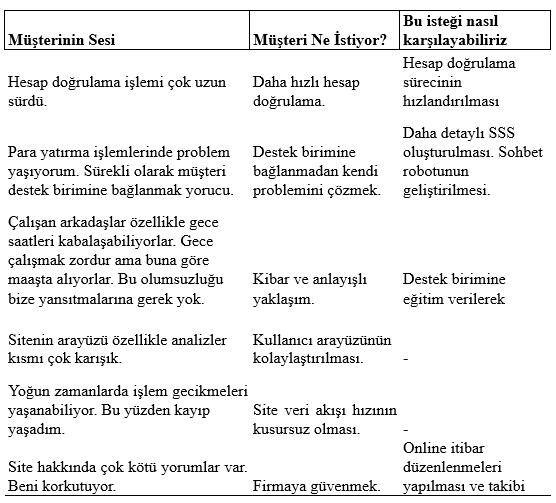 Müşterinin Sesi
Müşteri Ne İstiyor?
Bu isteği nasıl
karşılayabiliriz
Hesap doğrulama işlemi çok uzun
sürdü.
Daha hızlı hesap
doğrulama.
Hesap doğrulama
sürecinin
hızlandırılması
Para yatırma işlemlerinde problem
yaşıyorum. Sürekli olarak müşteri
destek birimine bağlanmak yorucu.
Destek birimine
bağlanmadan kendi
problemini çözmek.
Daha detaylı SSS
oluşturulması. Sohbet
robotunun
geliştirilmesi.
Çalışan arkadaşlar özellikle gece
saatleri kabalaşabiliyorlar. Gece
çalışmak zordur ama buna göre
maaşta alıyorlar. Bu olumsuzluğu
bize yansıtmalarına gerek yok.
Kibar ve anlayışlı
yaklaşım.
Destek birimine
eğitim verilerek
Sitenin arayüzü özellikle analizler
kısmı çok karışık.
Kullanıcı arayüzünün
kolaylaştırılması.
-
Yoğun zamanlarda işlem gecikmeleri
yaşanabiliyor. Bu yüzden kayıp
yaşadım.
Site veri akışı hızının
kusursuz olması.
-
Site hakkında çok kötü yorumlar var.
Beni korkutuyor.
Firmaya güvenmek.
Online itibar
düzenlenmeleri
yapılması ve takibi